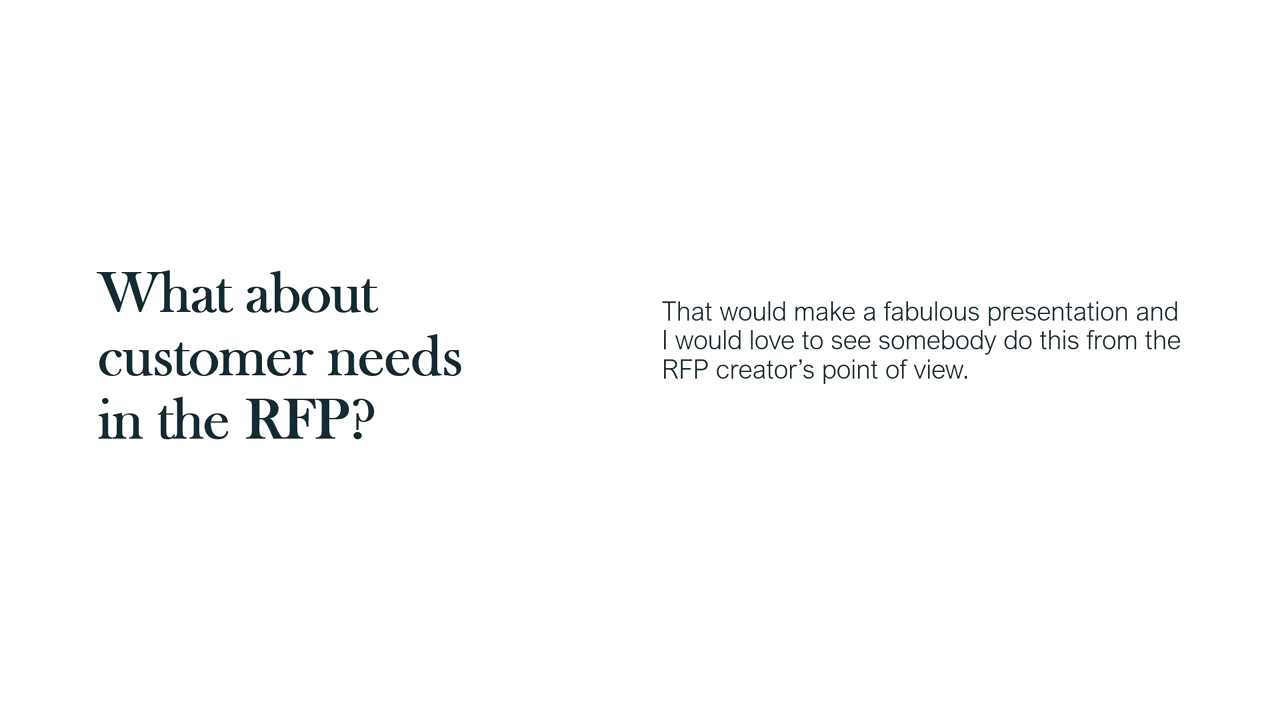 What about
customer needs
in the RFP?
That would make a fabulous presentation and
I would love to see somebody do this from the
RFP creator’s point of view.